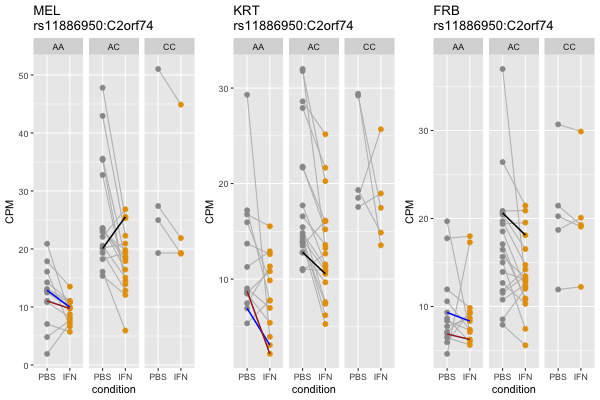 MEL
rs11886950:C2orf74
AA AC CC
CPM
50
40
30
20
10
0
PBS IFN PBS IFN PBS IFN
condition
KRT
rs11886950:C2orf74
AA AC CC
CPM
30
20
10
PBS IFN PBS IFN PBS IFN
condition
FRB
rs11886950:C2orf74
AA AC CC
CPM
30
20
10
PBS IFN PBS IFN PBS IFN
condition